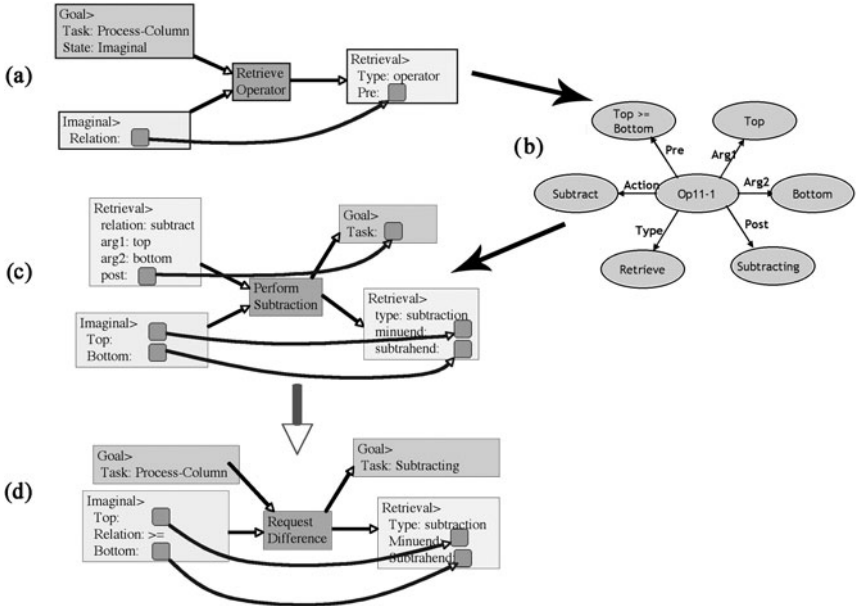 (a)
Goal>
Task: Process-Column
State: Imaginal
Retrieve
Operator
Retrieval>
Type: operator
Pre:
Imaginal>
Relation:
(b)
Top >=
Bottom
Top
Pre
Arg1
Subtract
Action
Op11-1
Arg2
Bottom
Type
Post
Retrieve
Subtracting
(c)
Retrieval>
relation: subtract
arg1: top
arg2: bottom
post:
Goal>
Task:
Perform
Subtraction
Imaginal>
Top:
Bottom:
Retrieval>
type: subtraction
minuend:
subtrahend:
(d)
Goal>
Task: Process-Column
Goal>
Task: Subtracting
Imaginal>
Top:
Relation: >=
Bottom:
Request
Difference
Retrieval>
Type: subtraction
Minuend:
Subtrahend: